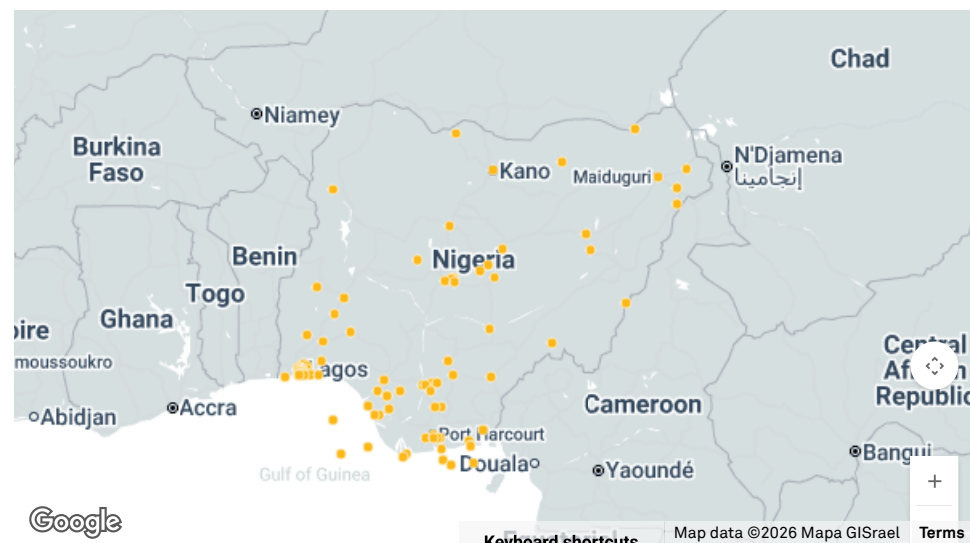 Chad
Niamey
Burkina
Faso
N'Djamena
إنجامينا
Kano
Maiduguri
Benin
Nigeria
Togo
Ghana
oire
moussoukro
Lagos
Central
African
Republic
Cameroon
Accra
Abidjan
Port Harcourt
Bangui
Douala
Yaoundé
Gulf of Guinea
Google
Keyboard shortcuts
Map data ©2026 Mapa GISrael
Terms